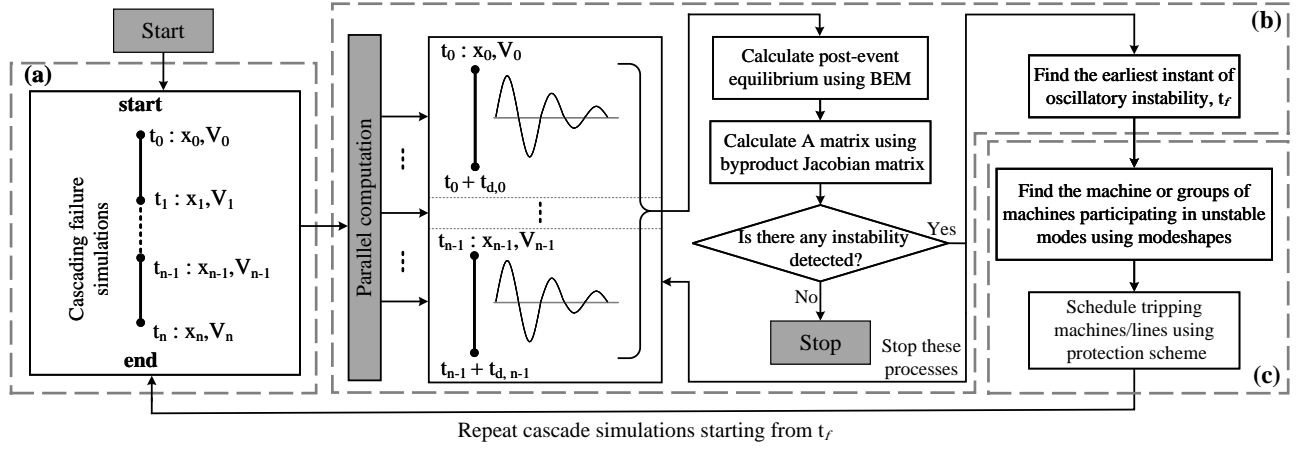 Start
(a)
start
t0 : x0,V0
t1 : x1,V1
tn-1 : xn-1,Vn-1
tn : xn,Vn
end
Cascading failure
simulations
(b)
Parallel computation
t0 : x0,V0
t0 + td,0
tn-1 : xn-1,Vn-1
tn-1 + td, n-1
Calculate post-event
equilibrium using BEM
Calculate A matrix using
byproduct Jacobian matrix
Is there any instability
detected?
Yes
No
Stop
Stop these
processes
Find the earliest instant of
oscillatory instability, tf
Find the machine or groups of
machines participating in unstable
modes using modeshapes
Schedule tripping
machines/lines using
protection scheme
(c)
Repeat cascade simulations starting from tf